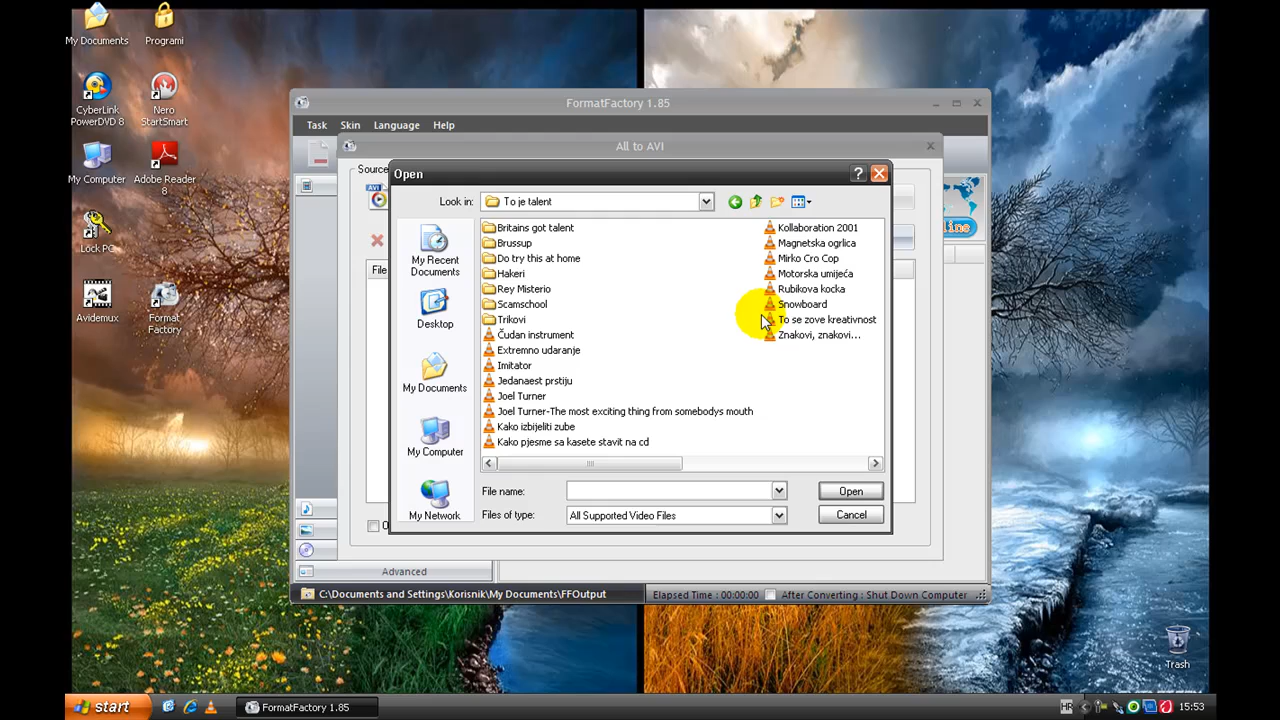 My Documents
Programi
CyberLink PowerDVD 8
Nero StartSmart
My Computer
Adobe Reader 8
Lock PC
Avidemux
Format Factory
Trash
FormatFactory 1.85
Task Skin Language Help
All to AVI
Source
AVI
Open
Look in: To je talent
My Recent Documents
Desktop
My Documents
My Computer
My Network
Britains got talent
Brussup
Do try this at home
Hakeri
Rey Misterio
Scamschool
Trikovi
Čudan instrument
Extremno udaranje
Imitator
Jedanaest prstiju
Joel Turner
Joel Turner-The most exciting thing from somebodys mouth
Kako izbijeliti zube
Kako pjesme sa kasete stavit na cd
Kollaboration 2001
Magnetska ogrlica
Mirko Cro Cop
Motorska umijeća
Rubikova kocka
Snowboard
To se zove kreativnost
Znakovi, znakovi...
File name:
Open
Files of type: All Supported Video Files
Cancel
Advanced
C:\Documents and Settings\Korisnik\My Documents\FFOutput
Elapsed Time : 00:00:00
After Converting : Shut Down Computer
start
FormatFactory 1.85
HR
15:53